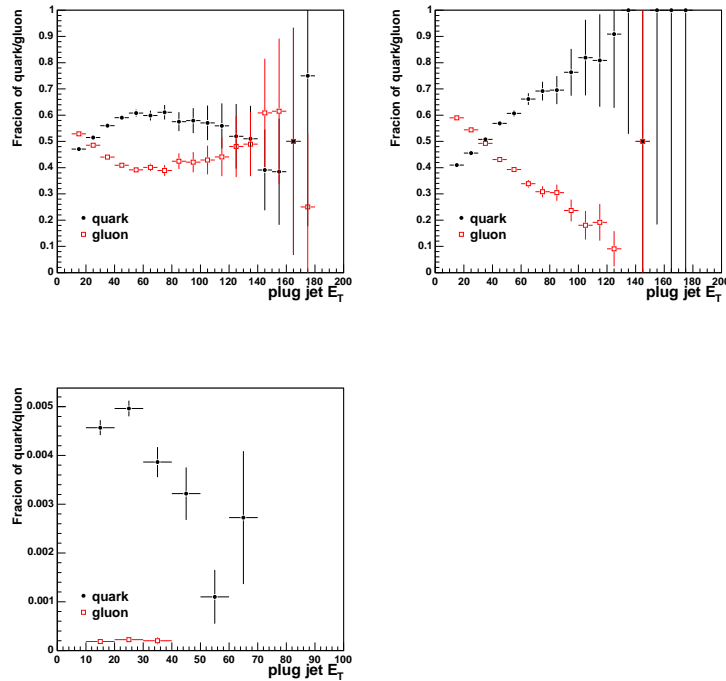 Fracion of quark/gluon
1
0.9
0.8
0.7
0.6
0.5
0.4
0.3
0.2
0.1
0
quark
gluon
0 20 40 60 80 100 120 140 160 180 200
plug jet E_T
Fracion of quark/gluon
1
0.9
0.8
0.7
0.6
0.5
0.4
0.3
0.2
0.1
0
quark
gluon
0 20 40 60 80 100 120 140 160 180 200
plug jet E_T
Fracion of quark/gluon
0.005
0.004
0.003
0.002
0.001
0
quark
gluon
0 10 20 30 40 50 60 70 80 90 100
plug jet E_T